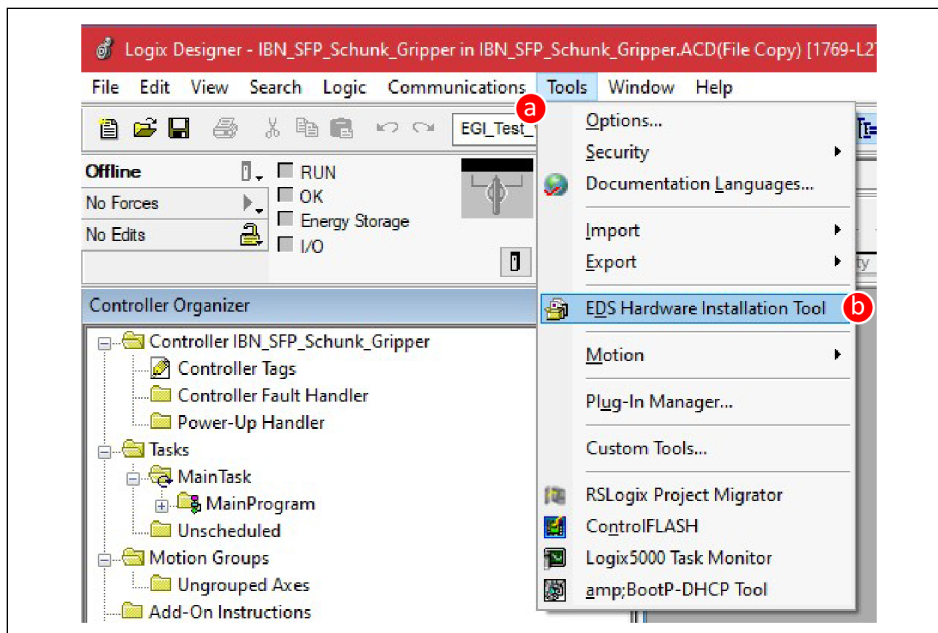 Logix Designer - IBN_SFP_Schunk_Gripper in IBN_SFP_Schunk_Gripper.ACD(File Copy) [1769-L27
File Edit View Search Logic Communications Tools Window Help
a
EGI_Test_
Offline
RUN
No Forces
OK
Energy Storage
No Edits
I/O
Controller Organizer
Controller IBN_SFP_Schunk_Gripper
Controller Tags
Controller Fault Handler
Power-Up Handler
Tasks
MainTask
MainProgram
Unscheduled
Motion Groups
Ungrouped Axes
Add-On Instructions
Options...
Security
Documentation Languages...
Import
Export
ty
EDS Hardware Installation Tool
b
Motion
Plug-In Manager...
Custom Tools...
RSLogix Project Migrator
ControlFLASH
Logix5000 Task Monitor
amp;BootP-DHCP Tool